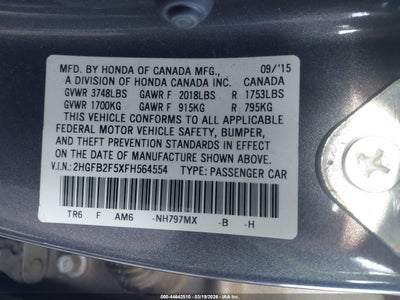 MFD. BY HONDA OF CANADA MFG., 09/'15
A DIVISION OF HONDA CANADA INC. CANADA
GVWR 3748LBS GAWR F 2018LBS R 1753LBS
GVWR 1700KG GAWR F 915KG R 795KG
THIS VEHICLE CONFORMS TO ALL APPLICABLE
FEDERAL MOTOR VEHICLE SAFETY, BUMPER,
AND THEFT PREVENTION STANDARDS IN EFFECT
ON THE DATE OF MANUFACTURE SHOWN ABOVE.
V.I.N.: 2HGFB2F5XFH564554 TYPE: PASSENGER CAR
TR6 F AM6 -NH797MX -B -H
000-44642510 - 03/19/2026 - IAA Proprietary